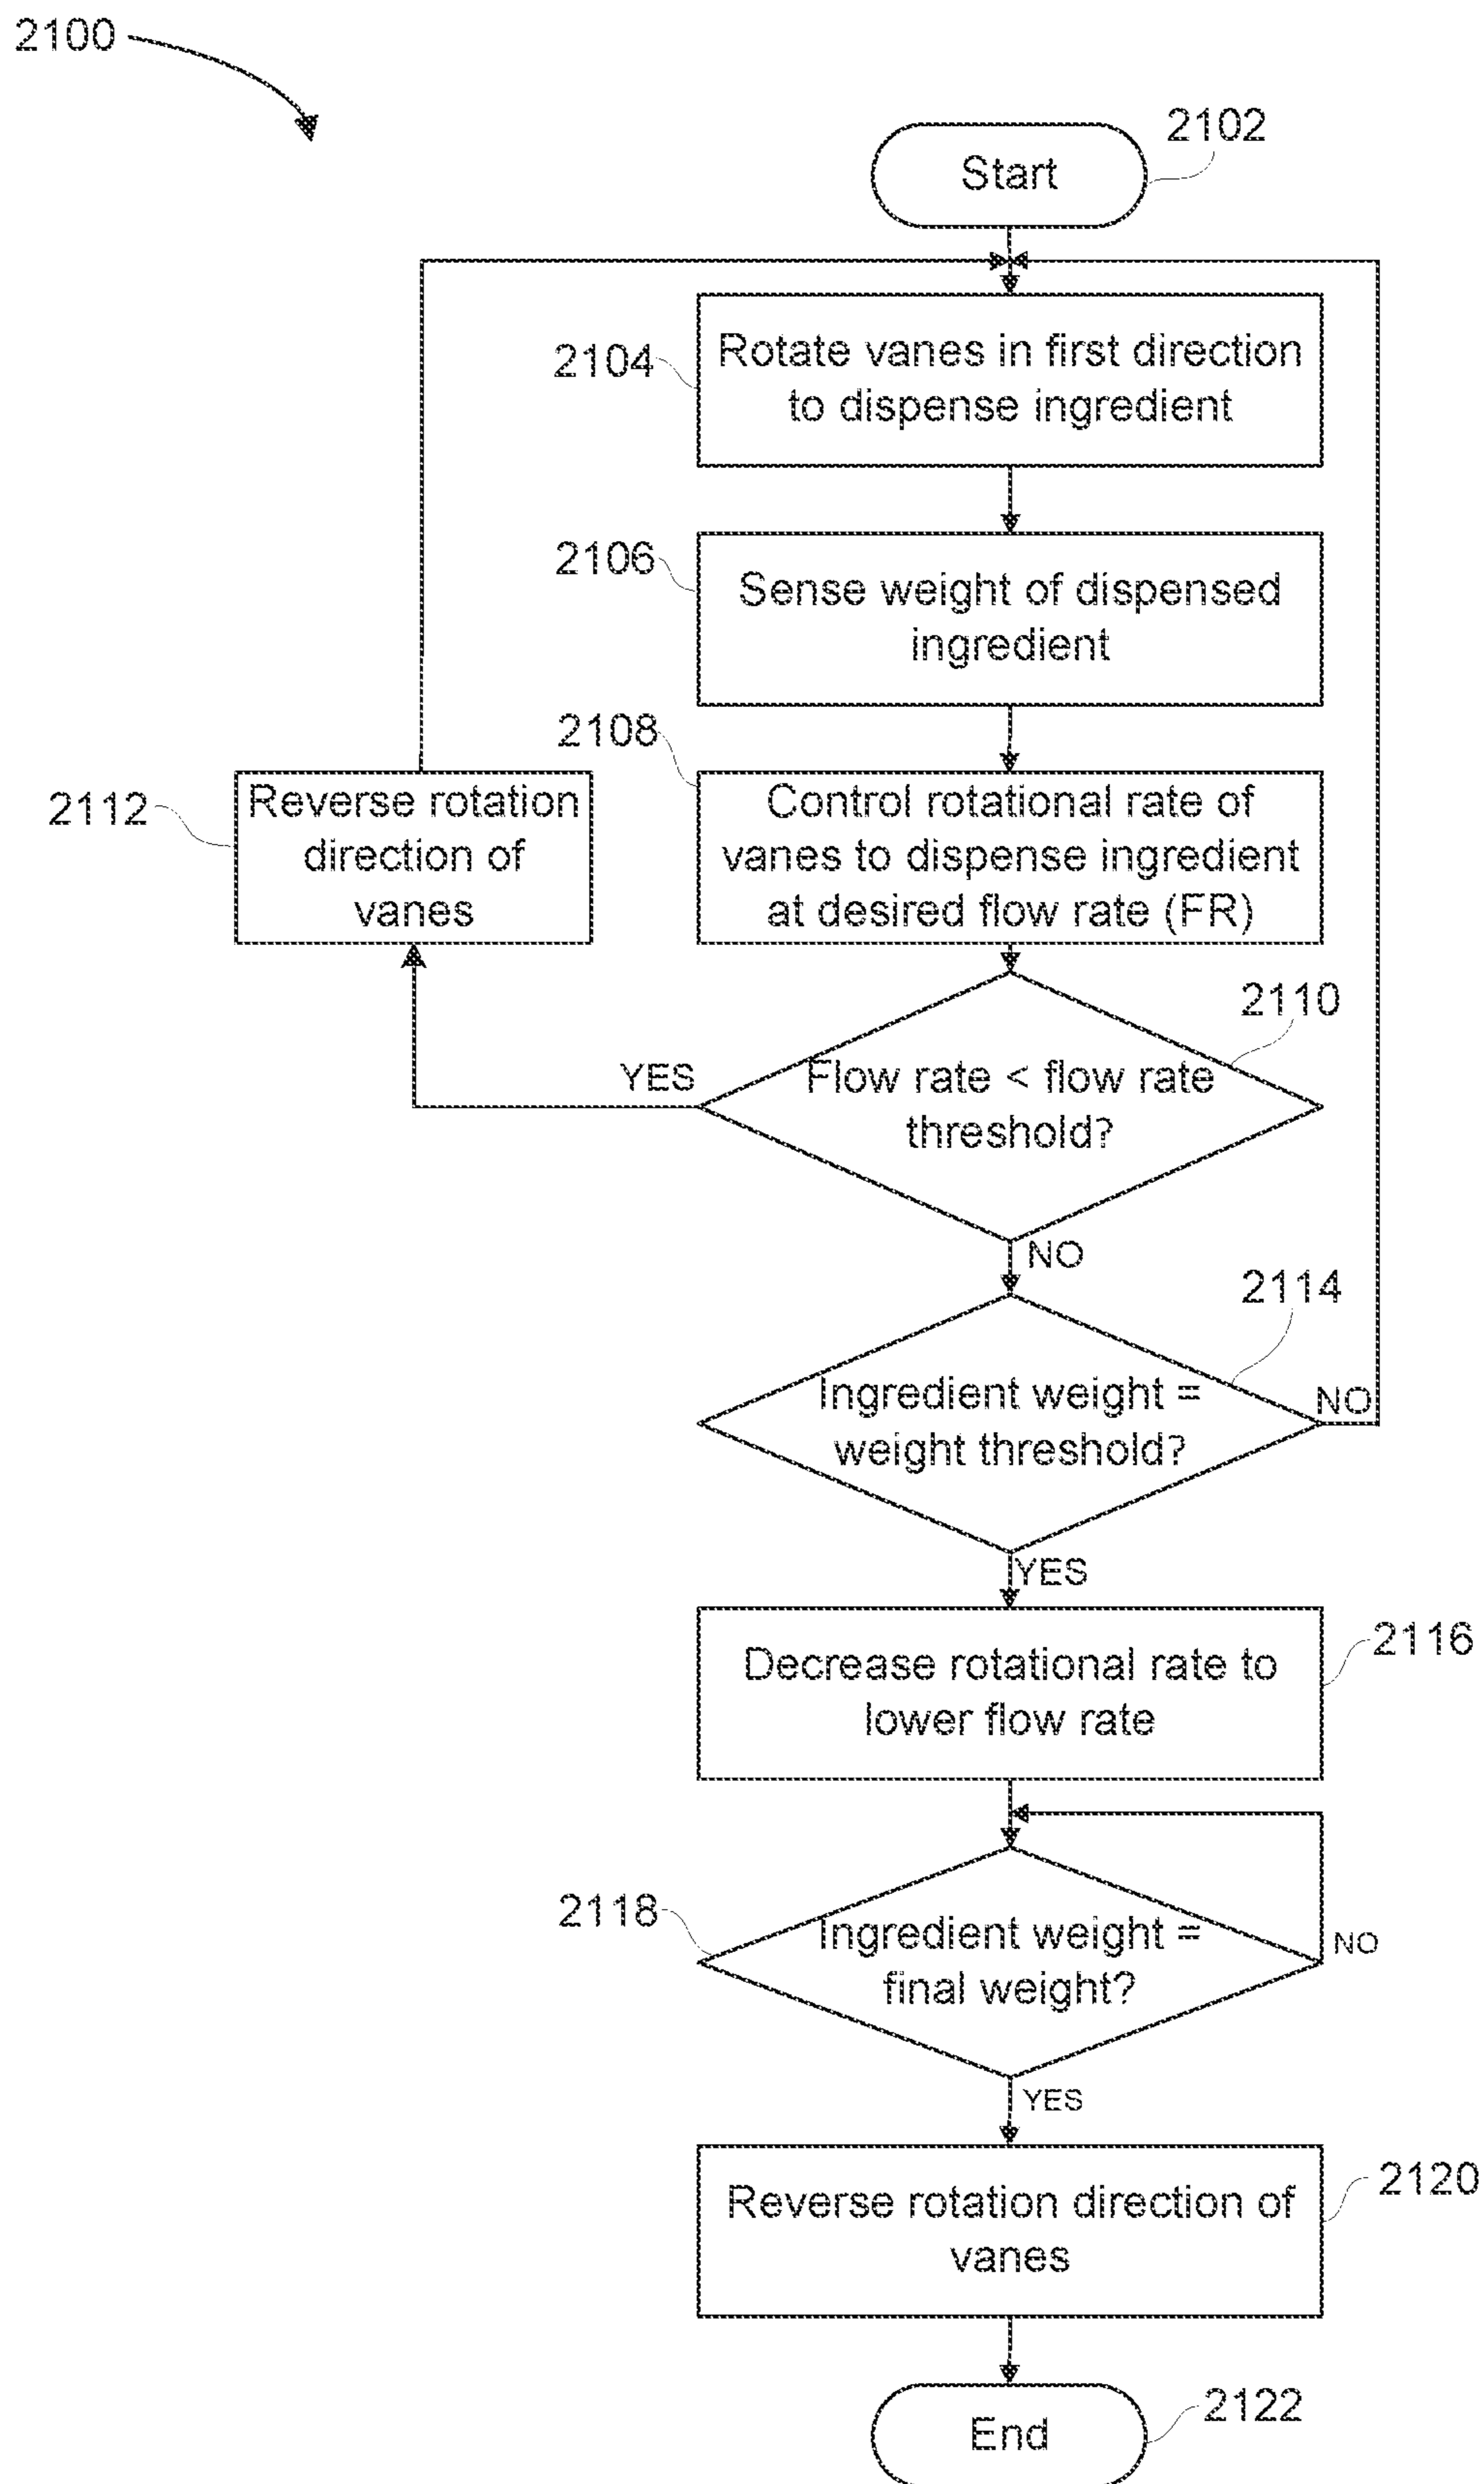 2100
2102
Start
2104
Rotate vanes in first direction
to dispense ingredient
2106
Sense weight of dispensed
ingredient
2108
Control rotational rate of
vanes to dispense ingredient
at desired flow rate (FR)
2112
Reverse rotation
direction of
vanes
2110
YES
Flow rate < flow rate
threshold?
NO
2114
Ingredient weight =
weight threshold?
NO
YES
2116
Decrease rotational rate to
lower flow rate
2118
Ingredient weight =
final weight?
NO
YES
2120
Reverse rotation direction of
vanes
2122
End